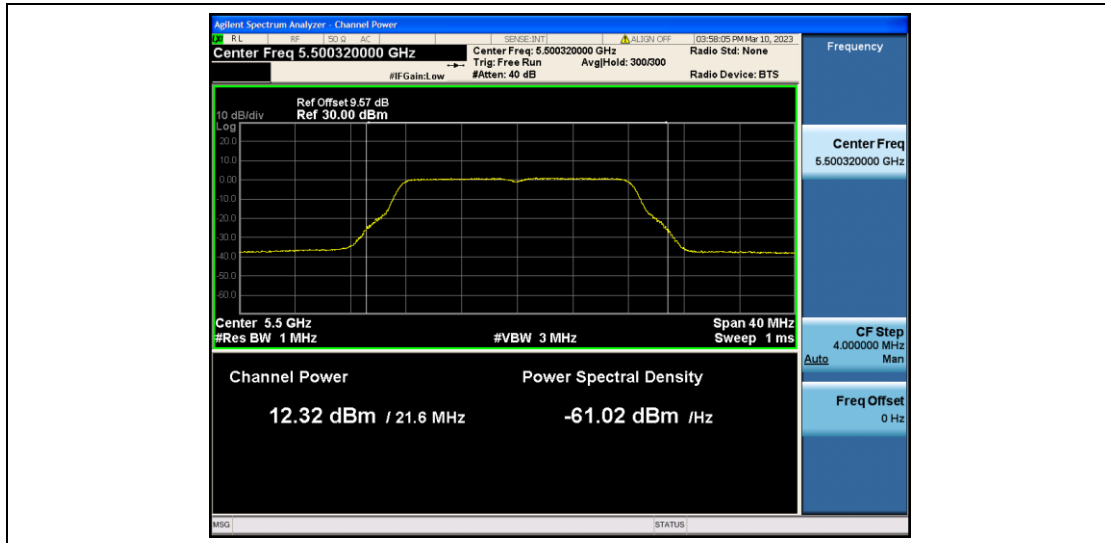 Agilent Spectrum Analyzer - Channel Power
RL RF 50 Ω AC SENSE:INT ALIGN OFF 03:58:05 PM Mar 10, 2023
Center Freq 5.500320000 GHz
Center Freq: 5.500320000 GHz Radio Std: None
Trig: Free Run Avg|Hold: 300/300
#IFGain:Low #Atten: 40 dB Radio Device: BTS
Frequency
Ref Offset 9.57 dB
10 dB/div Ref 30.00 dBm
Log
20.0
10.0
0.00
-10.0
-20.0
-30.0
-40.0
-50.0
-60.0
Center 5.5 GHz Span 40 MHz
#Res BW 1 MHz #VBW 3 MHz Sweep 1 ms
Channel Power Power Spectral Density
12.32 dBm / 21.6 MHz -61.02 dBm /Hz
Center Freq
5.500320000 GHz
CF Step
4.000000 MHz
Auto Man
Freq Offset
0 Hz
MSG STATUS